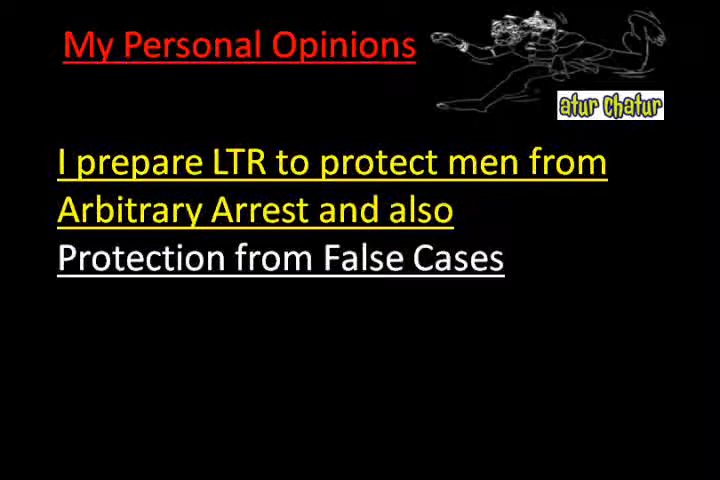 My Personal Opinions
atur chatur
I prepare LTR to protect men from
Arbitrary Arrest and also
Protection from False Cases